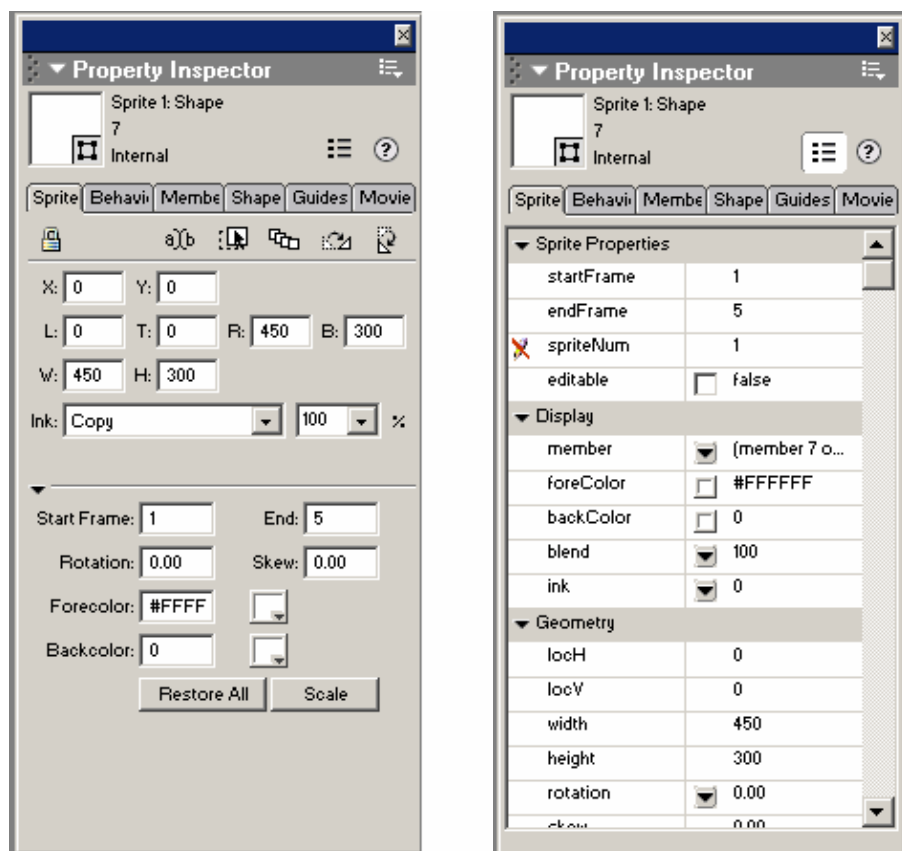 Property Inspector
Sprite 1: Shape
7
Internal
Sprite Behavi Membe Shape Guides Movie
a b
X: 0 Y: 0
L: 0 T: 0 R: 450 B: 300
W: 450 H: 300
Ink: Copy 100 %
Start Frame: 1 End: 5
Rotation: 0.00 Skew: 0.00
Forecolor: #FFFF
Backcolor: 0
Restore All Scale
Property Inspector
Sprite 1: Shape
7
Internal
Sprite Behavi Membe Shape Guides Movie
Sprite Properties
startFrame 1
endFrame 5
spriteNum 1
editable false
Display
member (member 7 o...
foreColor #FFFFFF
backColor 0
blend 100
ink 0
Geometry
locH 0
locV 0
width 450
height 300
rotation 0.00
skew 0.00